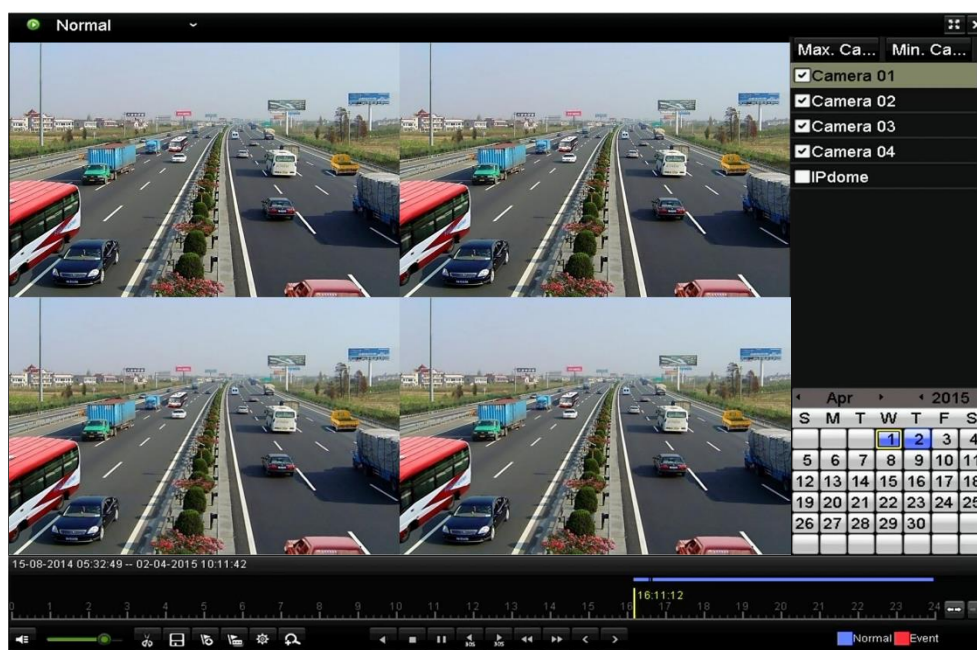 Normal
Max. Ca... Min. Ca...
Camera 01
Camera 02
Camera 03
Camera 04
IPdome
Apr 2015
S M T W T F S
1 2 3 4
5 6 7 8 9 10 11
12 13 14 15 16 17 18
19 20 21 22 23 24 25
26 27 28 29 30
15-08-2014 05:32:49 -- 02-04-2015 10:11:42
16:11:12
0 1 2 3 4 5 6 7 8 9 10 11 12 13 14 15 16 17 18 19 20 21 22 23 24
30S 30S
Normal Event